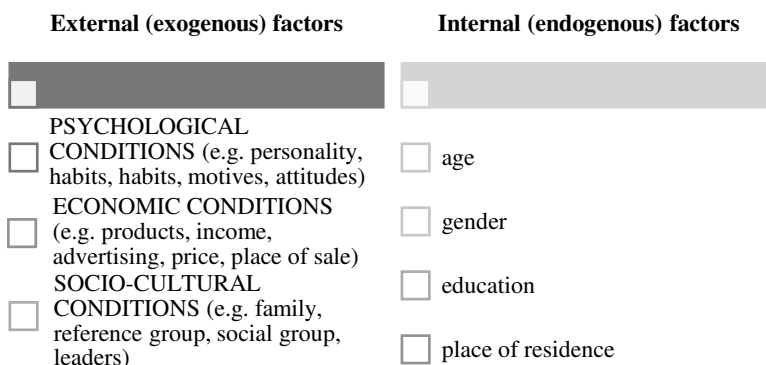 External (exogenous) factors
Internal (endogenous) factors
PSYCHOLOGICAL
CONDITIONS (e.g. personality,
habits, habits, motives, attitudes)
ECONOMIC CONDITIONS
(e.g. products, income,
advertising, price, place of sale)
SOCIO-CULTURAL
CONDITIONS (e.g. family,
reference group, social group,
leaders)
age
gender
education
place of residence